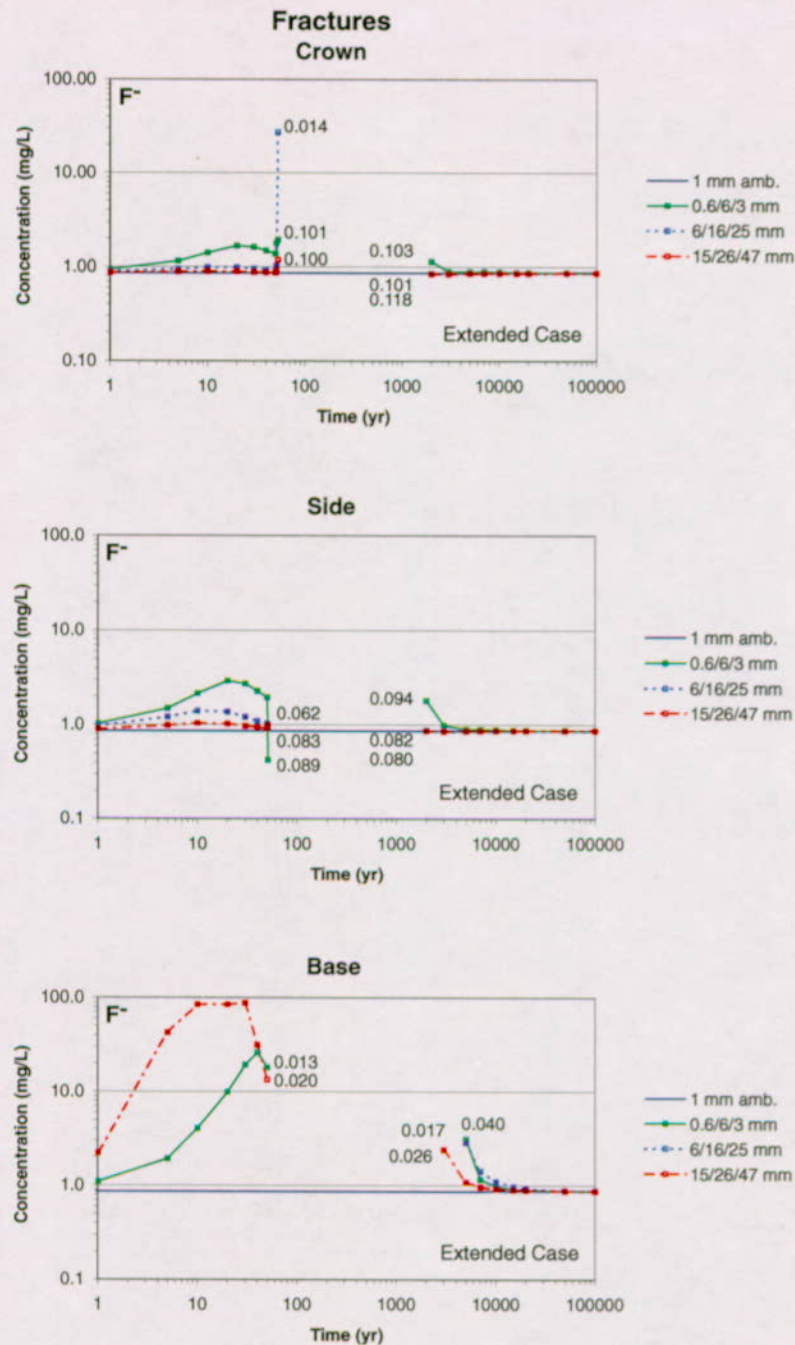 Fractures
Crown
100.00
10.00
1.00
0.10
Concentration (mg/L)
F-
0.014
0.101
0.100
0.103
0.101
0.118
Extended Case
1
10
100
1000
10000
100000
Time (yr)
1 mm amb.
0.6/6/3 mm
6/16/25 mm
15/26/47 mm
Side
100.0
10.0
1.0
0.1
Concentration (mg/L)
F-
0.062
0.083
0.089
0.094
0.082
0.080
Extended Case
1
10
100
1000
10000
100000
Time (yr)
1 mm amb.
0.6/6/3 mm
6/16/25 mm
15/26/47 mm
Base
100.0
10.0
1.0
0.1
Concentration (mg/L)
F-
0.013
0.020
0.017
0.026
0.040
Extended Case
1
10
100
1000
10000
100000
Time (yr)
1 mm amb.
0.6/6/3 mm
6/16/25 mm
15/26/47 mm